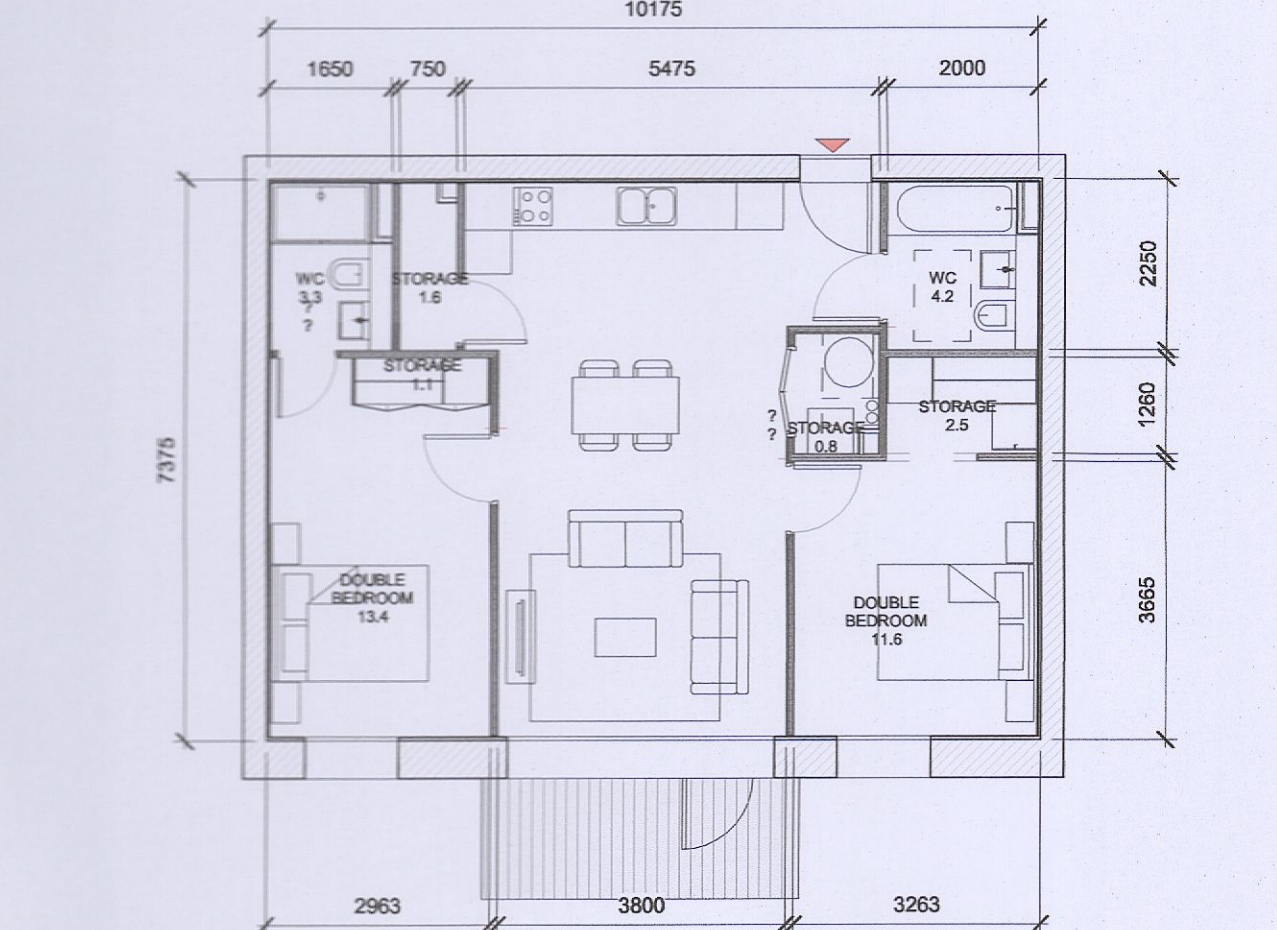 10175
1650
750
5475
2000
WC
3.3
?
?
STORAGE
1.6
WC
4.2
2250
STORAGE
1.1
1260
STORAGE
2.5
?
?
STORAGE
0.8
7375
DOUBLE
BEDROOM
13.4
DOUBLE
BEDROOM
11.6
3665
2963
3800
3263